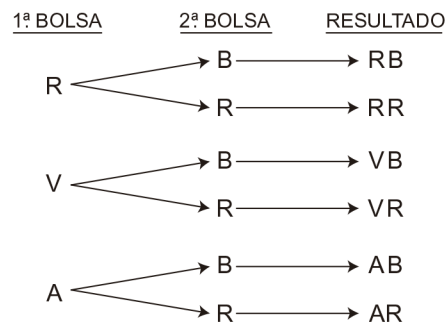 1ª BOLSA 2ª BOLSA RESULTADO
B RB
R
R RR
B VB
V
R VR
B AB
A
R AR